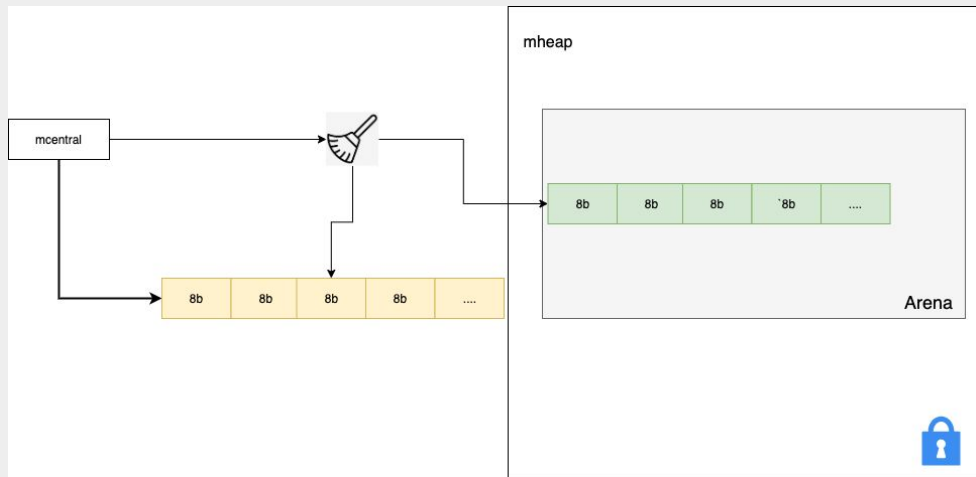 mheap
mcentral
8b 8b 8b `8b ....
8b 8b 8b 8b ....
Arena